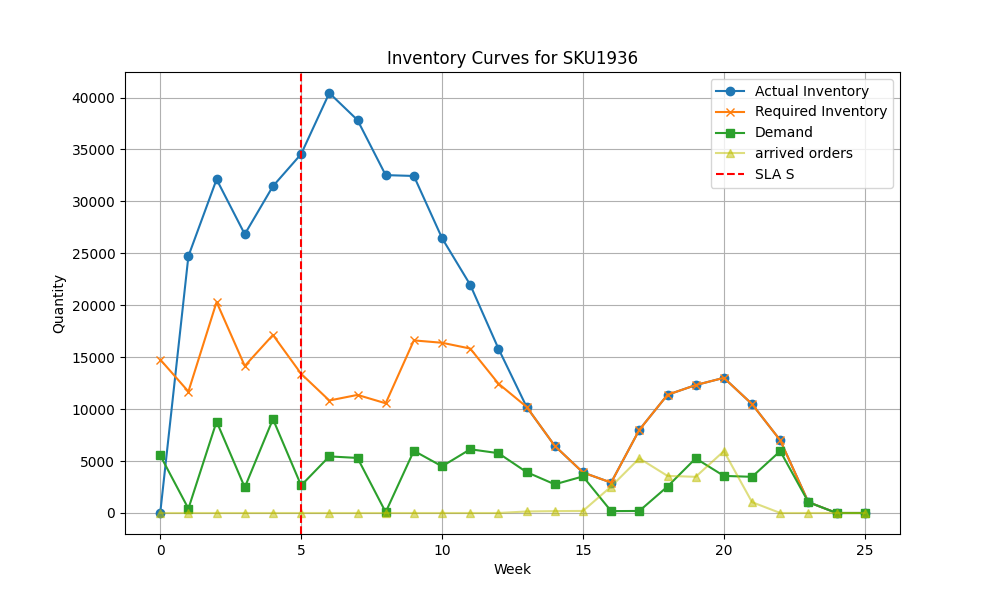 Inventory Curves for SKU1936
Actual Inventory
Required Inventory
Demand
arrived orders
SLA S
Quantity
40000
35000
30000
25000
20000
15000
10000
5000
0
0 5 10 15 20 25
Week